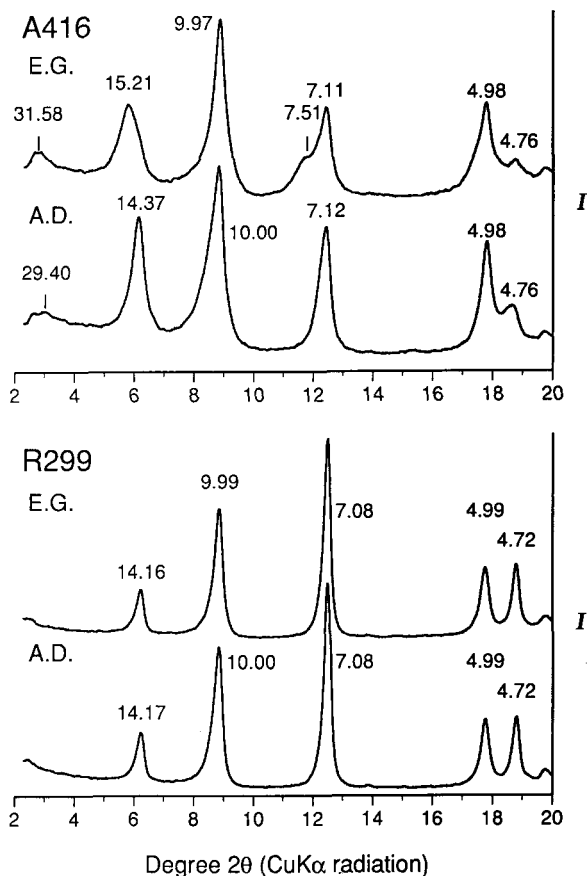 A416
E.G.
31.58
15.21
9.97
7.51
7.11
4.98
4.76
A.D.
29.40
14.37
10.00
7.12
4.98
4.76
I
2 4 6 8 10 12 14 16 18 20
R299
E.G.
14.16
9.99
7.08
4.99
4.72
A.D.
14.17
10.00
7.08
4.99
4.72
I
2 4 6 8 10 12 14 16 18 20
Degree 2θ (CuKα radiation)